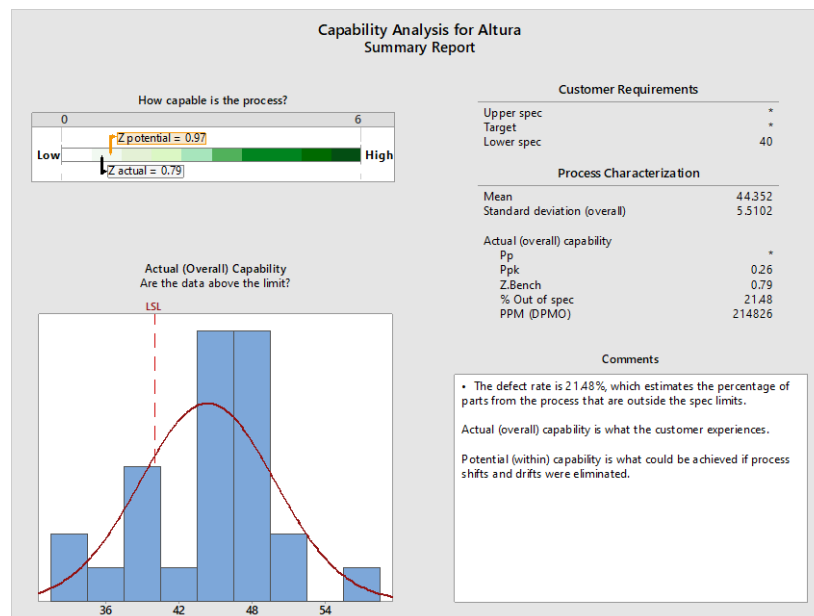 Capability Analysis for Altura
Summary Report
How capable is the process?
0 6
Z potential = 0.97
Low High
Z actual = 0.79
Customer Requirements
Upper spec *
Target *
Lower spec 40
Process Characterization
Mean 44.352
Standard deviation (overall) 5.5102
Actual (overall) capability
Pp *
Ppk 0.26
Z.Bench 0.79
% Out of spec 21.48
PPM (DPMO) 214826
Actual (Overall) Capability
Are the data above the limit?
LSL
36 42 48 54
Comments
• The defect rate is 21.48%, which estimates the percentage of
parts from the process that are outside the spec limits.
Actual (overall) capability is what the customer experiences.
Potential (within) capability is what could be achieved if process
shifts and drifts were eliminated.